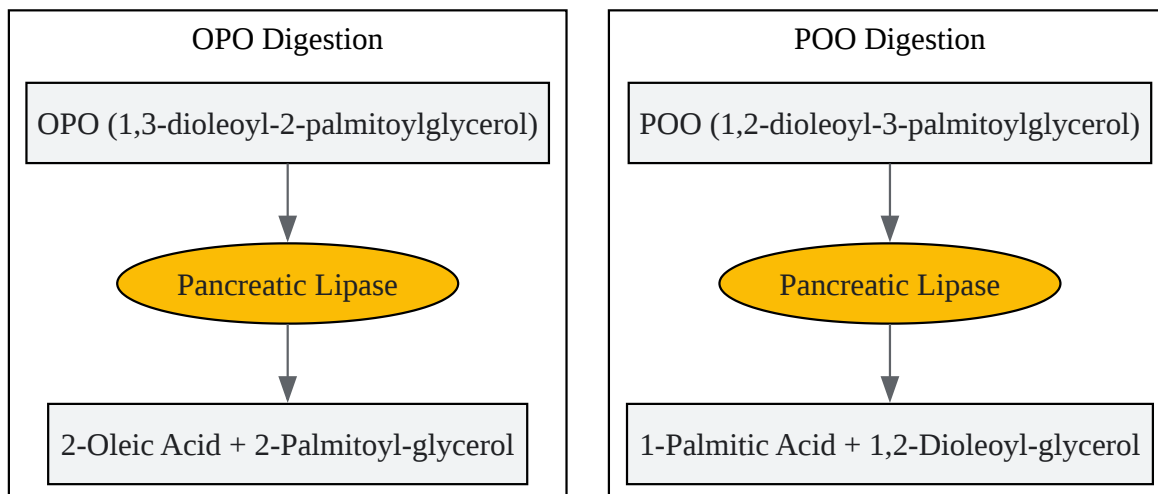 OPO Digestion
OPO (1,3-dioleoyl-2-palmitoylglycerol)
Pancreatic Lipase
2-Oleic Acid + 2-Palmitoyl-glycerol
POO Digestion
POO (1,2-dioleoyl-3-palmitoylglycerol)
Pancreatic Lipase
1-Palmitic Acid + 1,2-Dioleoyl-glycerol